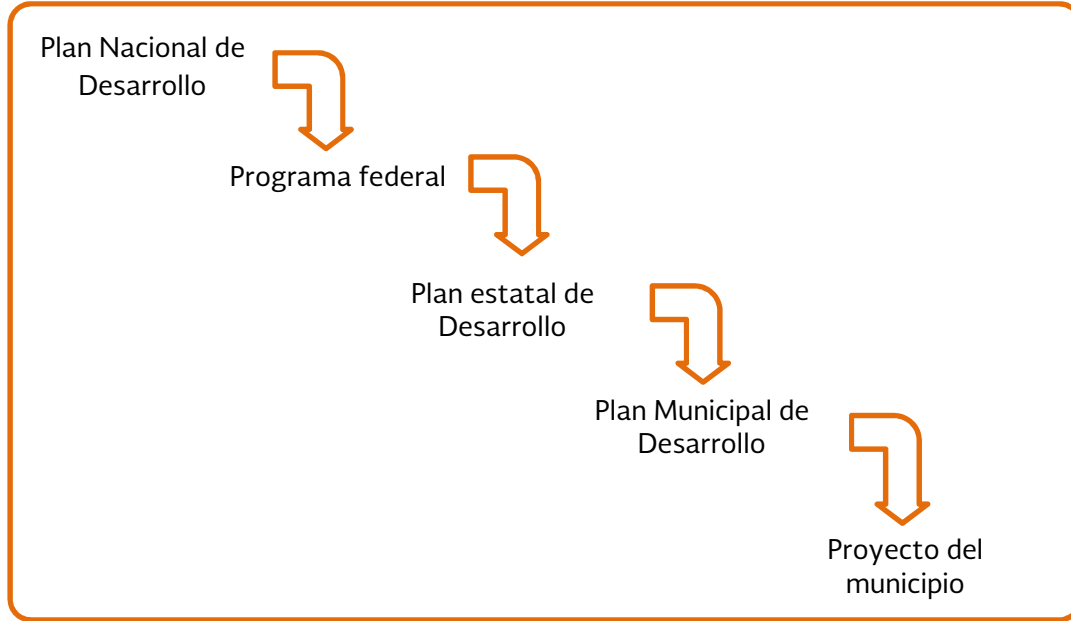 Plan Nacional de
Desarrollo
Programa federal
Plan estatal de
Desarrollo
Plan Municipal de
Desarrollo
Proyecto del
municipio